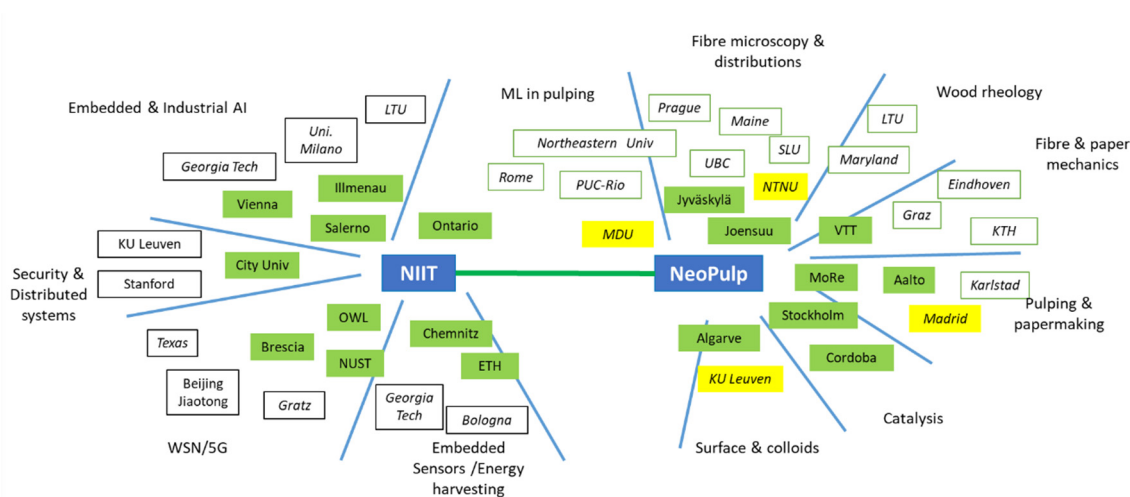 Fibre microscopy &
distributions
ML in pulping
Wood rheology
Embedded & Industrial AI
LTU
Prague
Maine
LTU
Uni.
Milano
Northeastern Univ
SLU
Fibre & paper
mechanics
Georgia Tech
UBC
Maryland
Rome
PUC-Rio
NTNU
Eindhoven
Illmenau
Vienna
Jyväskylä
Graz
Salerno
Ontario
MDU
Joensuu
VTT
KTH
KU Leuven
City Univ
NIIT
NeoPulp
MoRe
Aalto
Karlstad
Security &
Distributed
systems
Stanford
Pulping &
papermaking
OWL
Stockholm
Madrid
Texas
Brescia
Chemnitz
Algarve
NUST
ETH
Cordoba
Beijing
Jiaotong
KU Leuven
Gratz
Georgia
Tech
Bologna
Catalysis
WSN/5G
Embedded
Sensors /Energy
harvesting
Surface & colloids